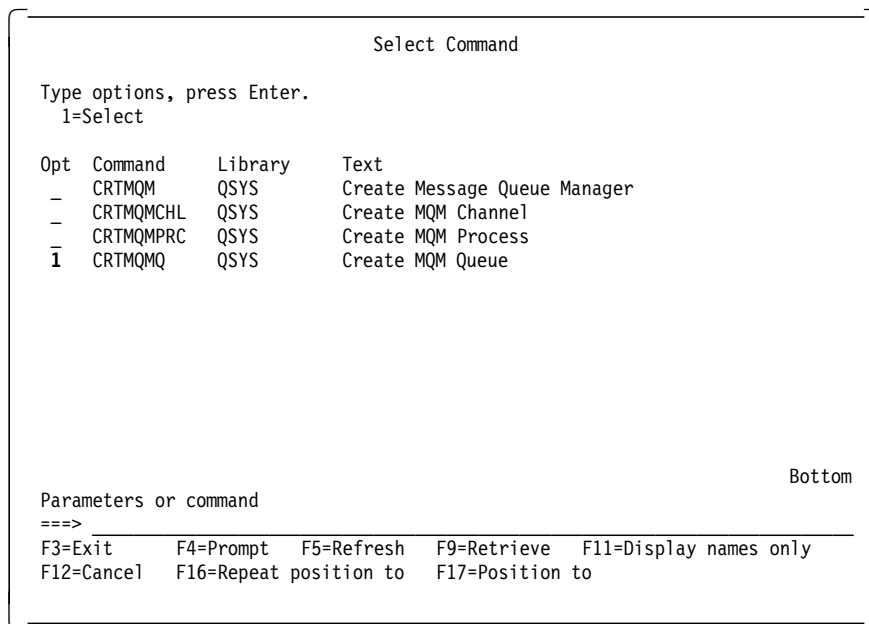 Select Command
Type options, press Enter.
1=Select
Opt Command Library Text
_ CRTMQM QSYS Create Message Queue Manager
_ CRTMQMCHL QSYS Create MQM Channel
_ CRTMQMPRC QSYS Create MQM Process
1 CRTMQMQ QSYS Create MQM Queue
Bottom
Parameters or command
===>
F3=Exit F4=Prompt F5=Refresh F9=Retrieve F11=Display names only
F12=Cancel F16=Repeat position to F17=Position to